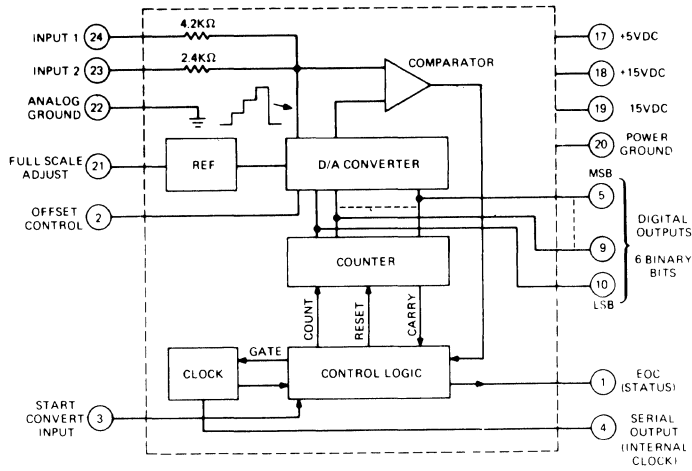 INPUT 1
24
4.2KΩ
INPUT 2
23
2.4KΩ
ANALOG
GROUND
22
COMPARATOR
17
+5VDC
18
+15VDC
19
15VDC
20
POWER
GROUND
FULL SCALE
ADJUST
21
REF
D/A CONVERTER
OFFSET
CONTROL
2
MSB
5
9
10
LSB
DIGITAL
OUTPUTS
6 BINARY
BITS
COUNTER
COUNT
RESET
CARRY
GATE
CLOCK
CONTROL LOGIC
1
EOC
(STATUS)
START
CONVERT
INPUT
3
4
SERIAL
OUTPUT
(INTERNAL
CLOCK)